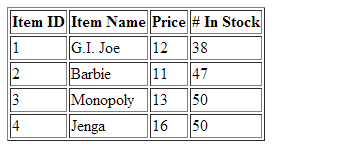 Item ID Item Name Price # In Stock
1 G.I. Joe 12 38
2 Barbie 11 47
3 Monopoly 13 50
4 Jenga 16 50